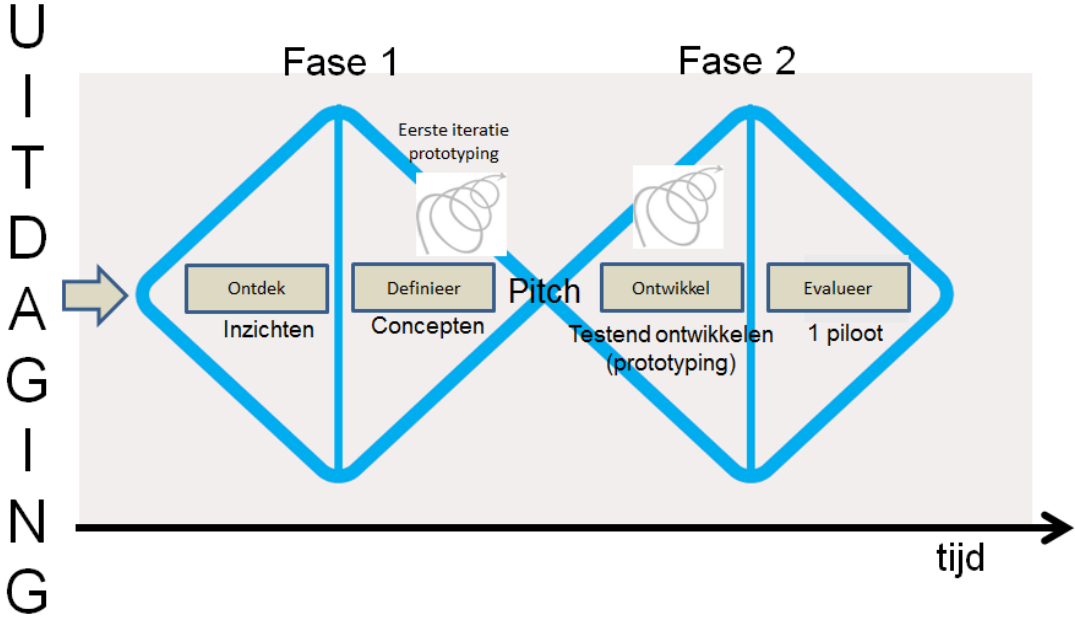 UITDAGING
Fase 1
Fase 2
Eerste iteratie
prototyping
Ontdek
Inzichten
Definieer
Concepten
Pitch
Ontwikkel
Testend ontwikkelen
(prototyping)
Evalueer
1 piloot
tijd